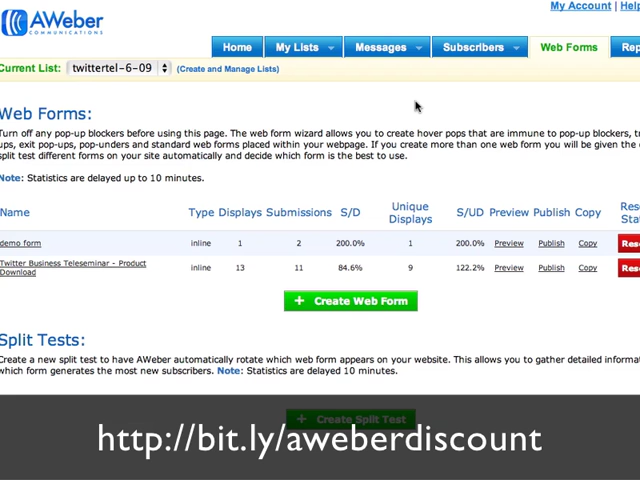 My Account | Help
AWeber
COMMUNICATIONS
Home My Lists Messages Subscribers Web Forms Rep
Current List: twittertel-6-09 (Create and Manage Lists)
Web Forms:
Turn off any pop-up blockers before using this page. The web form wizard allows you to create hover pops that are immune to pop-up blockers, tr
ups, exit pop-ups, pop-unders and standard web forms placed within your webpage. If you create more than one web form you will be given the o
split test different forms on your site automatically and decide which form is the best to use.
Note: Statistics are delayed up to 10 minutes.
Name Type Displays Submissions S/D Unique Displays S/UD Preview Publish Copy Rese Stat
demo form inline 1 2 200.0% 1 200.0% Preview Publish Copy Res
Twitter Business Teleseminar - Product inline 13 11 84.6% 9 122.2% Preview Publish Copy Res
Download
+ Create Web Form
Split Tests:
Create a new split test to have AWeber automatically rotate which web form appears on your website. This allows you to gather detailed informat
which form generates the most new subscribers. Note: Statistics are delayed 10 minutes.
+ Create Split Test
http://bit.ly/aweberdiscount